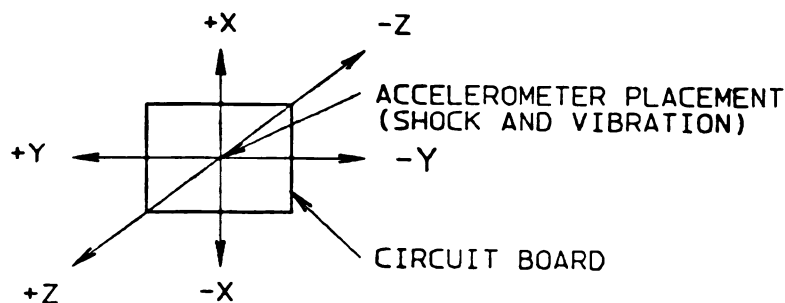 +X
-Z
ACCELEROMETER PLACEMENT
(SHOCK AND VIBRATION)
+Y
-Y
CIRCUIT BOARD
+Z
-X